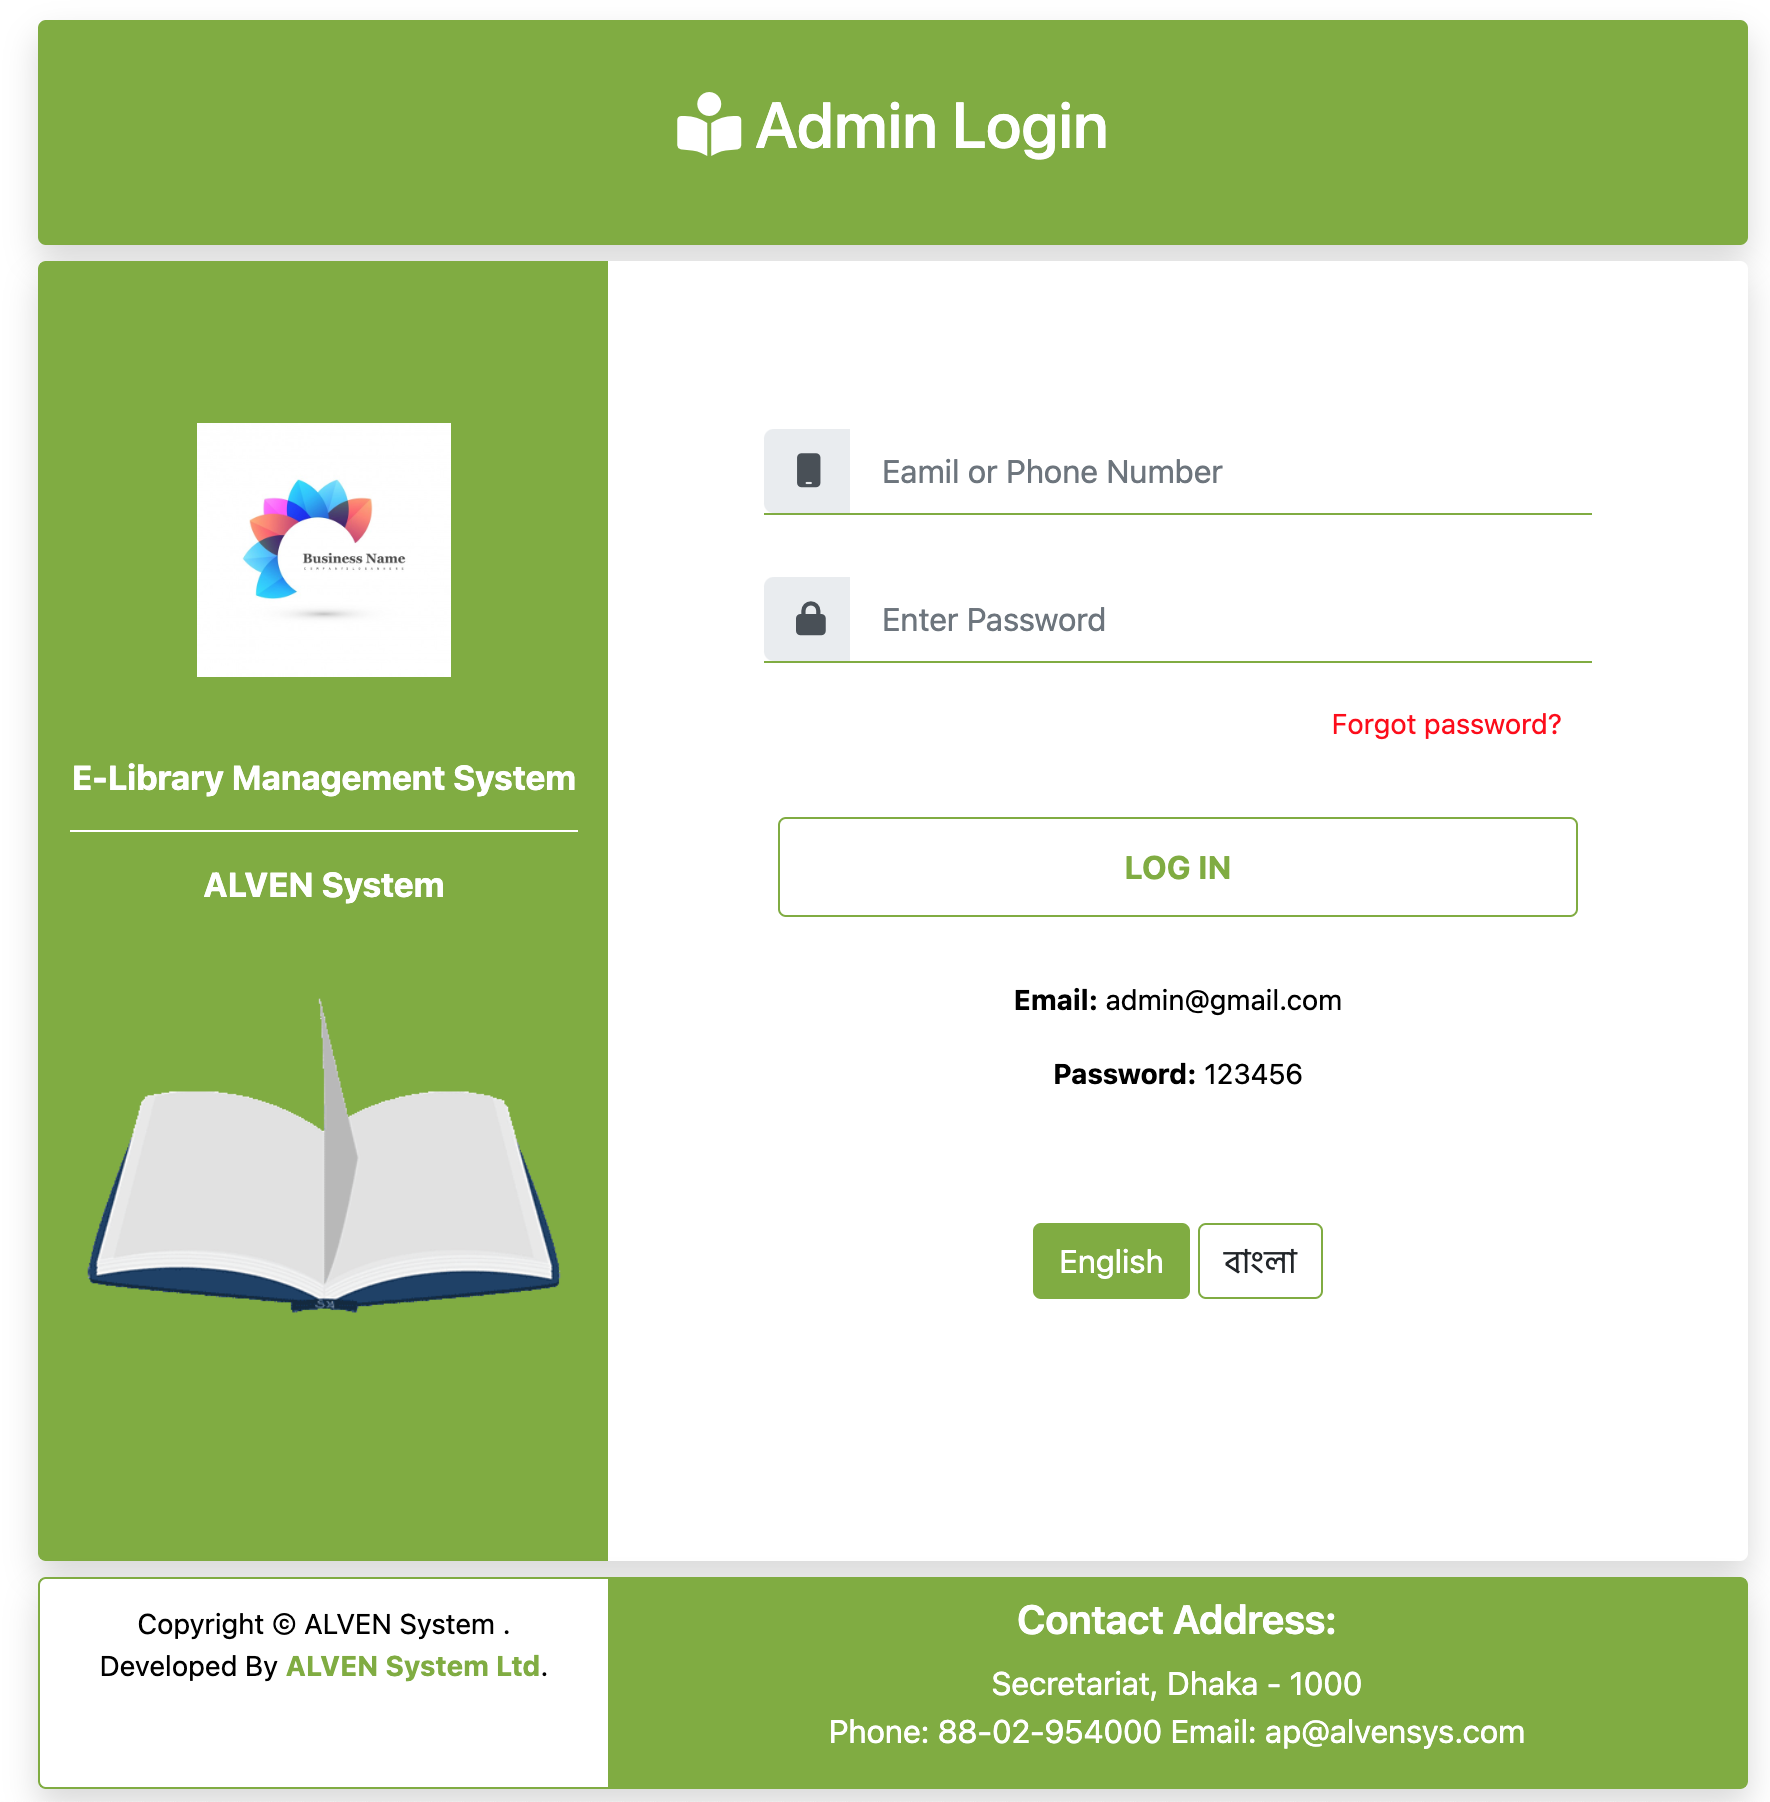 Admin Login
Business Name
E-Library Management System
ALVEN System
Eamil or Phone Number
Enter Password
Forgot password?
LOG IN
Email: admin@gmail.com
Password: 123456
English বাংলা
Copyright © ALVEN System .
Developed By ALVEN System Ltd.
Contact Address:
Secretariat, Dhaka - 1000
Phone: 88-02-954000 Email: ap@alvensys.com